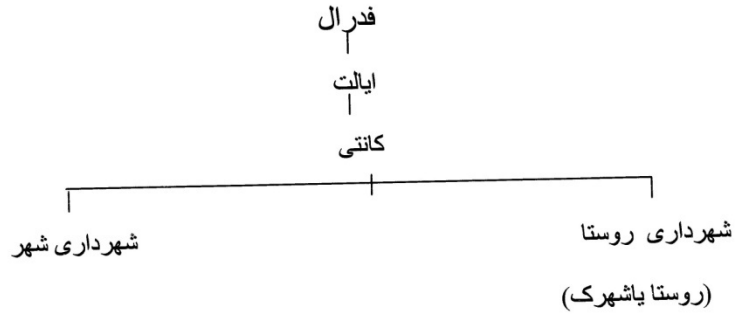 فدرال
ایالت
کانتی
شهرداری روستا
شهرداری شهر
(روستا یاشهرک)